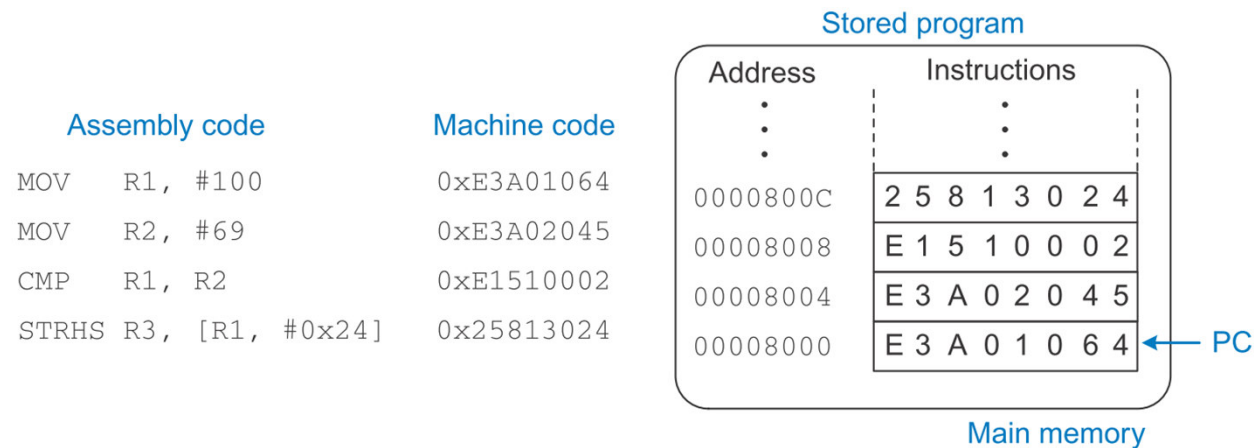 Stored program
Address Instructions
Assembly code Machine code
MOV R1, #100 0xE3A01064
MOV R2, #69 0xE3A02045
CMP R1, R2 0xE1510002
STRHS R3, [R1, #0x24] 0x25813024
0000800C 2 5 8 1 3 0 2 4
00008008 E 1 5 1 0 0 0 2
00008004 E 3 A 0 2 0 4 5
00008000 E 3 A 0 1 0 6 4 PC
Main memory